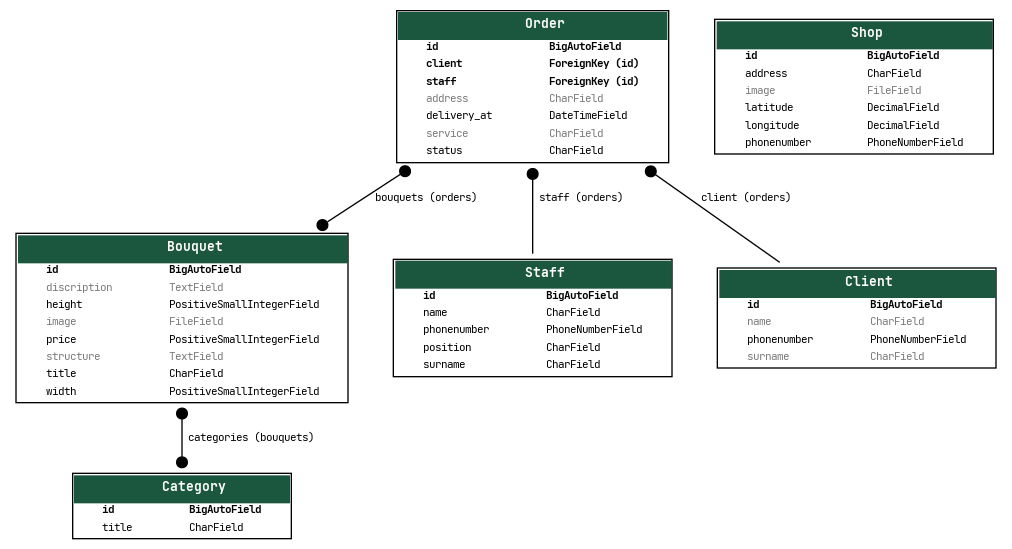 Order
id BigAutoField
client ForeignKey (id)
staff ForeignKey (id)
address CharField
delivery_at DateTimeField
service CharField
status CharField
Shop
id BigAutoField
address CharField
image FileField
latitude DecimalField
longitude DecimalField
phonenumber PhoneNumberField
bouquets (orders)
staff (orders)
client (orders)
Bouquet
id BigAutoField
discription TextField
height PositiveSmallIntegerField
image FileField
price PositiveSmallIntegerField
structure TextField
title CharField
width PositiveSmallIntegerField
Staff
id BigAutoField
name CharField
phonenumber PhoneNumberField
position CharField
surname CharField
Client
id BigAutoField
name CharField
phonenumber PhoneNumberField
surname CharField
categories (bouquets)
Category
id BigAutoField
title CharField